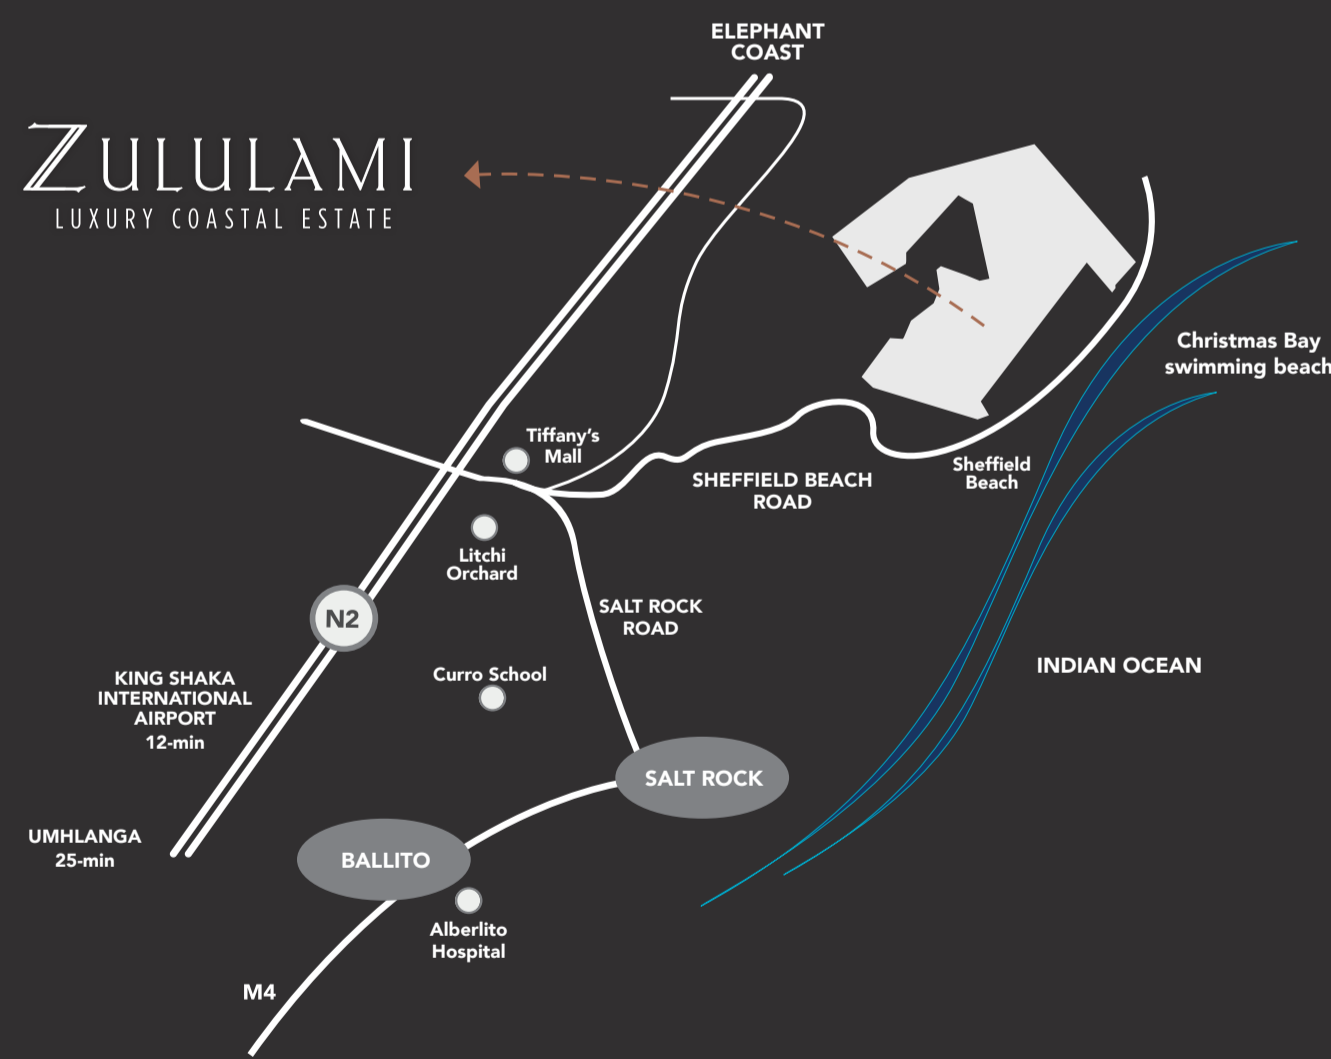 ELEPHANT
COAST
ZULULAMI
LUXURY COASTAL ESTATE
Christmas Bay
swimming beach
Tiffany's
Mall
SHEFFIELD BEACH
ROAD
Sheffield
Beach
Litchi
Orchard
N2
SALT ROCK
ROAD
INDIAN OCEAN
KING SHAKA
INTERNATIONAL
AIRPORT
12-min
Curro School
SALT ROCK
UMHLANGA
25-min
BALLITO
Alberlito
Hospital
M4